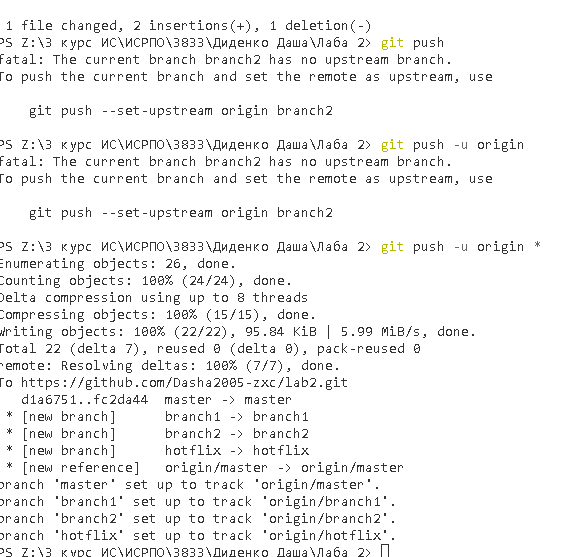 1 file changed, 2 insertions(+), 1 deletion(-)
PS Z:\3 курс ИС\ИСРПО\3833\Диденко Даша\Лаба 2> git push
fatal: The current branch branch2 has no upstream branch.
To push the current branch and set the remote as upstream, use
git push --set-upstream origin branch2
PS Z:\3 курс ИС\ИСРПО\3833\Диденко Даша\Лаба 2> git push -u origin
fatal: The current branch branch2 has no upstream branch.
To push the current branch and set the remote as upstream, use
git push --set-upstream origin branch2
PS Z:\3 курс ИС\ИСРПО\3833\Диденко Даша\Лаба 2> git push -u origin *
Enumerating objects: 26, done.
Counting objects: 100% (24/24), done.
Delta compression using up to 8 threads
Compressing objects: 100% (15/15), done.
Writing objects: 100% (22/22), 95.84 KiB | 5.99 MiB/s, done.
Total 22 (delta 7), reused 0 (delta 0), pack-reused 0
remote: Resolving deltas: 100% (7/7), done.
To https://github.com/Dasha2005-zxc/lab2.git
d1a6751..fc2da44  master -> master
* [new branch]      branch1 -> branch1
* [new branch]      branch2 -> branch2
* [new branch]      hotflix -> hotflix
* [new reference]   origin/master -> origin/master
branch 'master' set up to track 'origin/master'.
branch 'branch1' set up to track 'origin/branch1'.
branch 'branch2' set up to track 'origin/branch2'.
branch 'hotflix' set up to track 'origin/hotflix'.
PS Z:\3 курс ИС\ИСРПО\3833\Диденко Даша\Лаба 2>